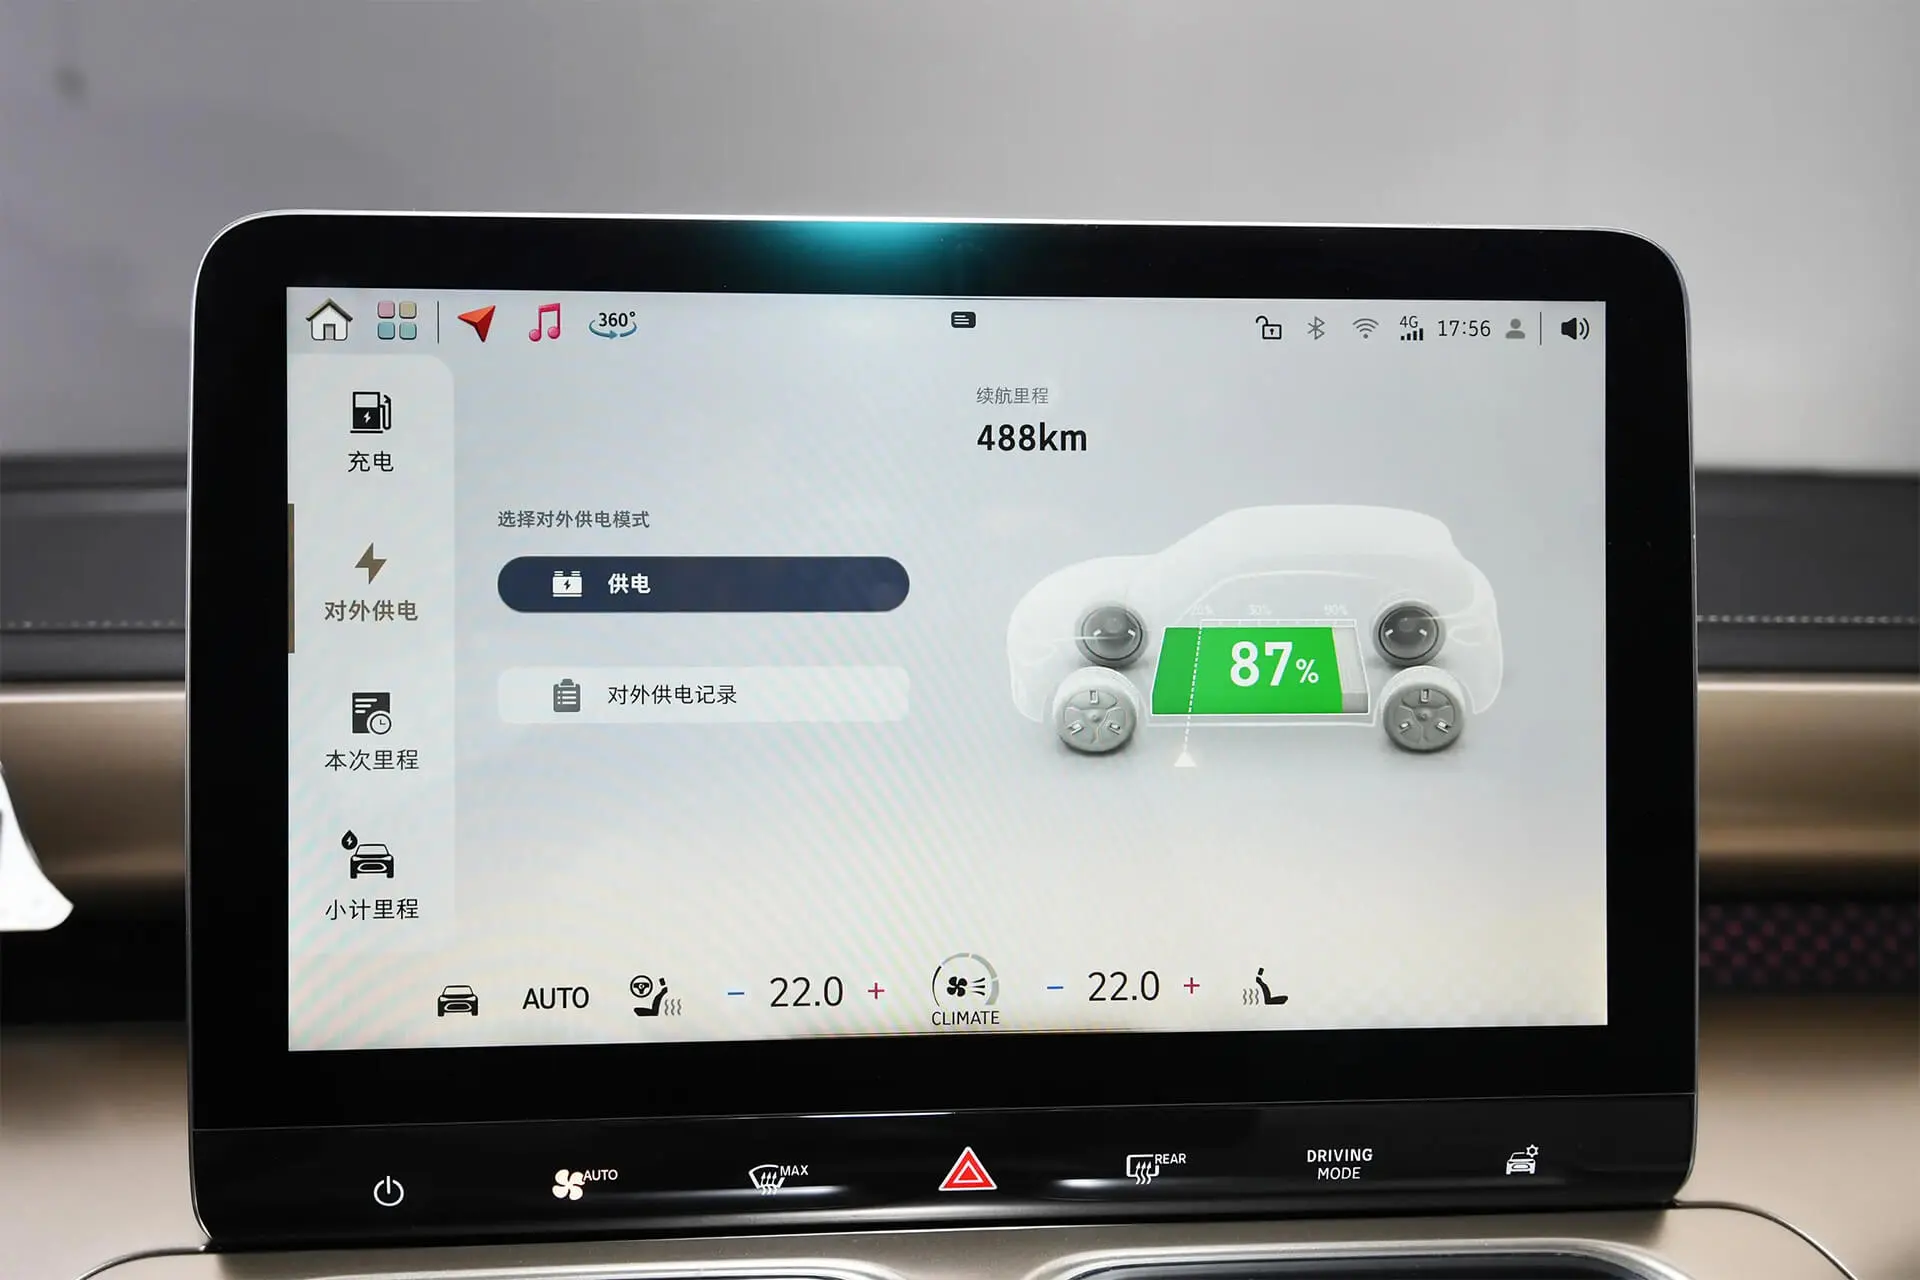 360°
4G 17:56
续航里程
488km
充电
选择对外供电模式
供电
对外供电
对外供电记录
30% 80%
87%
本次里程
小计里程
AUTO - 22.0 + - 22.0 +
CLIMATE
AUTO MAX REAR DRIVING
MODE